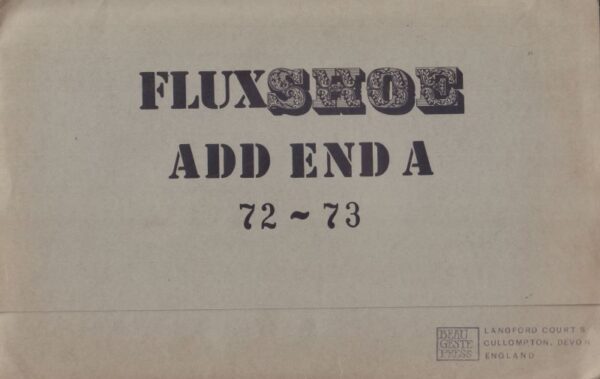 FLUXSHOE
ADD END A
72 ~ 73
BEAU
GESTE
PRESS
LANGFORD COURT S
CULLOMPTON, DEVON
ENGLAND